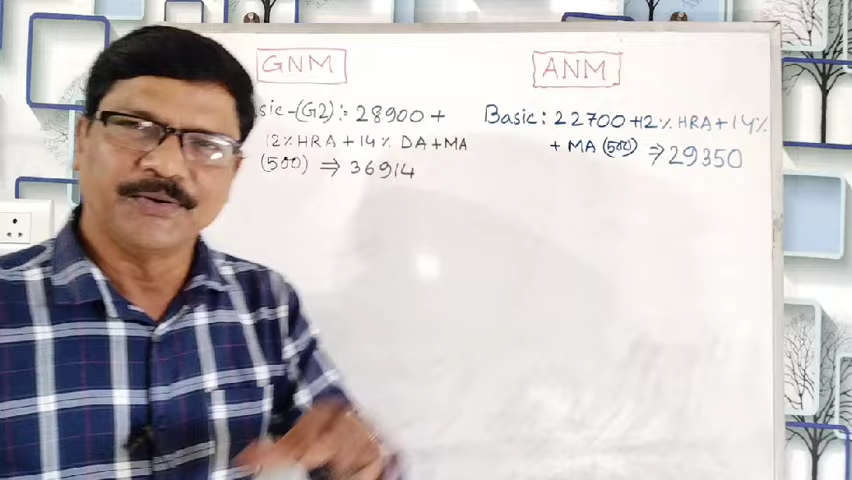 GNM
sic-(G2):- 28900 +
12% HRA + 14% DA + MA
(500) ⇒ 36914
ANM
Basic: 22700 +12% HRA + 14%
+ MA (500) ⇒ 29350